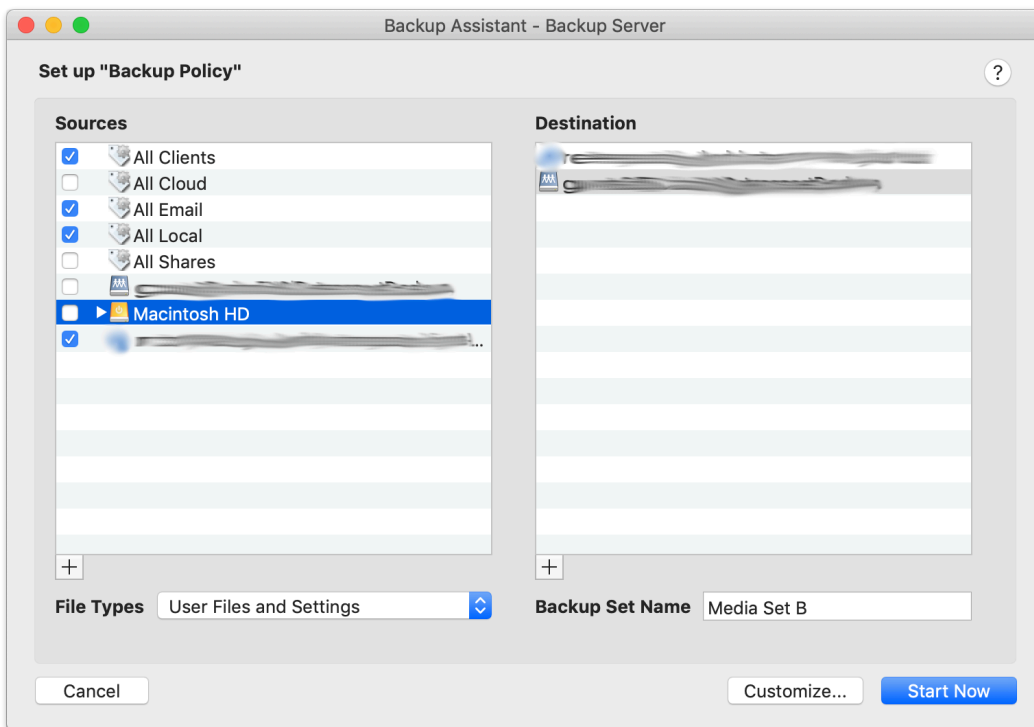 Backup Assistant - Backup Server
Set up "Backup Policy"
?
Sources
All Clients
All Cloud
All Email
All Local
All Shares
Macintosh HD
...
File Types
User Files and Settings
Destination
Backup Set Name
Media Set B
Cancel
Customize...
Start Now